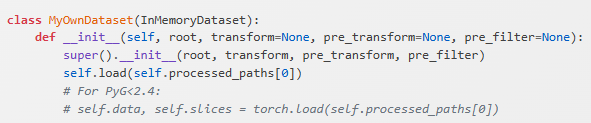 class MyOwnDataset(InMemoryDataset):
    def __init__(self, root, transform=None, pre_transform=None, pre_filter=None):
        super().__init__(root, transform, pre_transform, pre_filter)
        self.load(self.processed_paths[0])
        # For PyG<2.4:
        # self.data, self.slices = torch.load(self.processed_paths[0])